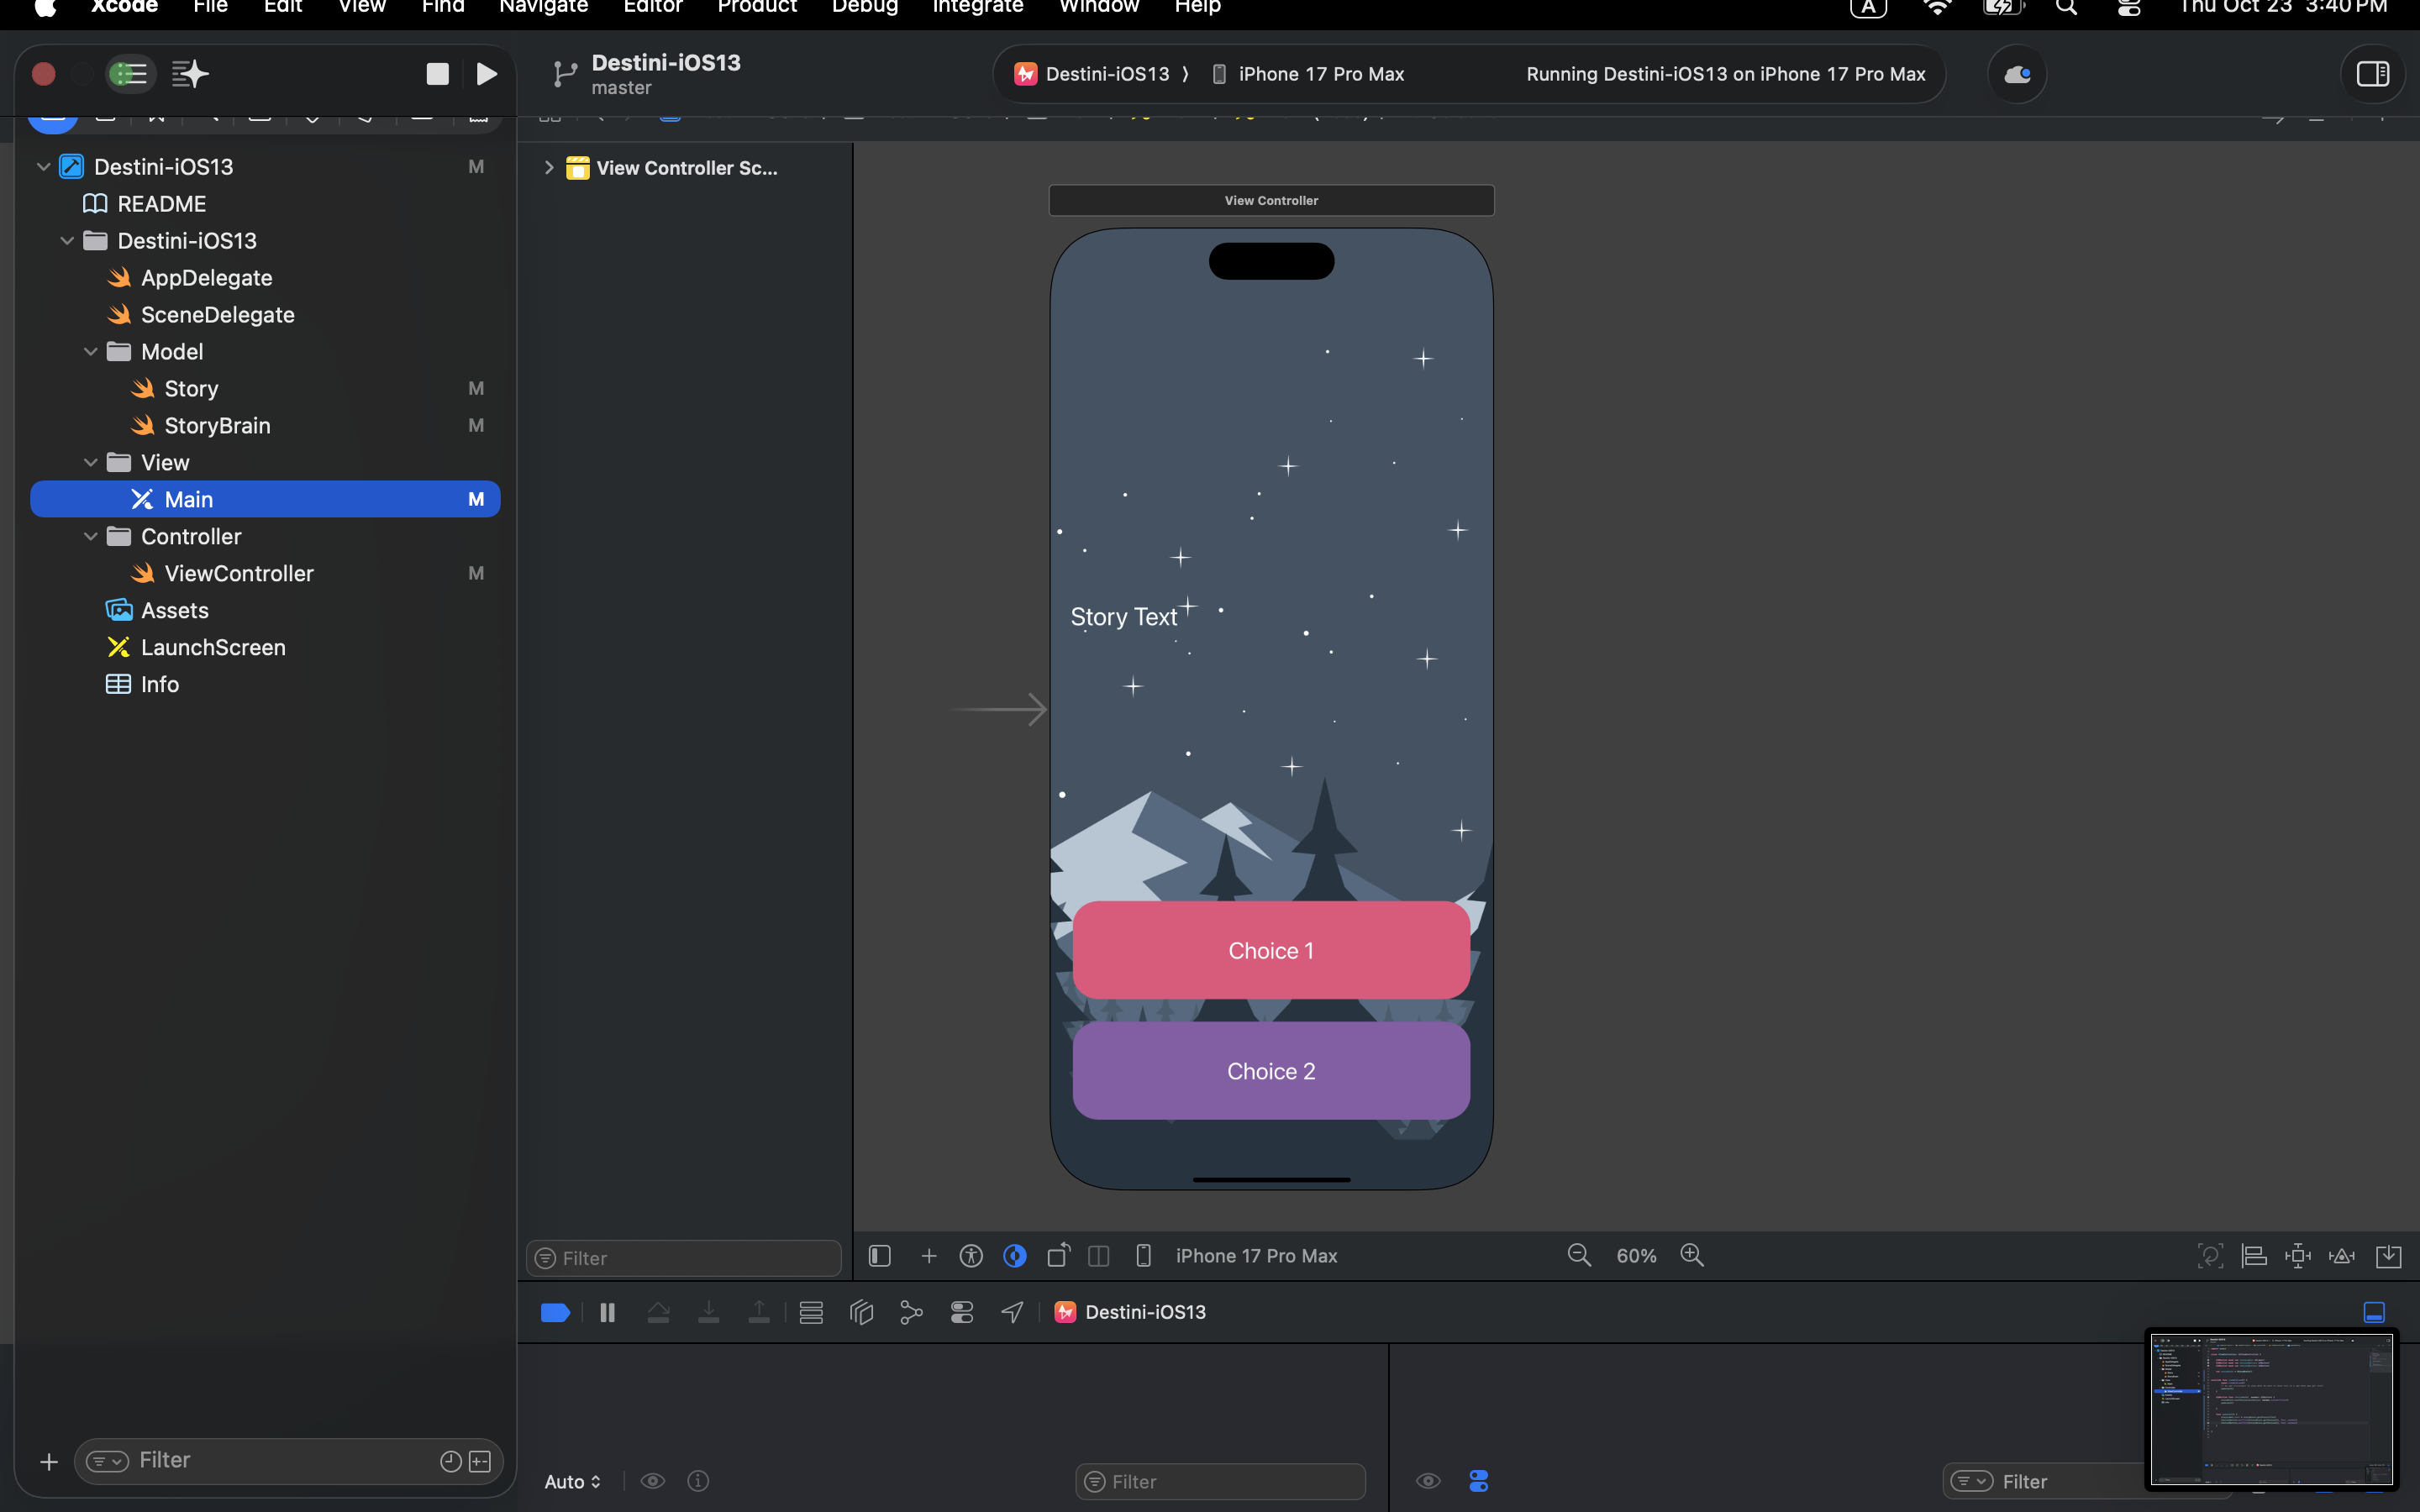 Xcode File Edit View Find Navigate Editor Product Debug Integrate Window Help A Thu Oct 23 3:40 PM
Destini-iOS13
master
Destini-iOS13 iPhone 17 Pro Max Running Destini-iOS13 on iPhone 17 Pro Max
Destini-iOS13 M
README
Destini-iOS13
AppDelegate
SceneDelegate
Model
Story M
StoryBrain M
View
Main M
Controller
ViewController M
Assets
LaunchScreen
Info
View Controller Sc...
View Controller
Story Text
Choice 1
Choice 2
Filter
iPhone 17 Pro Max 60%
Destini-iOS13
Filter
Auto
Filter
Filter